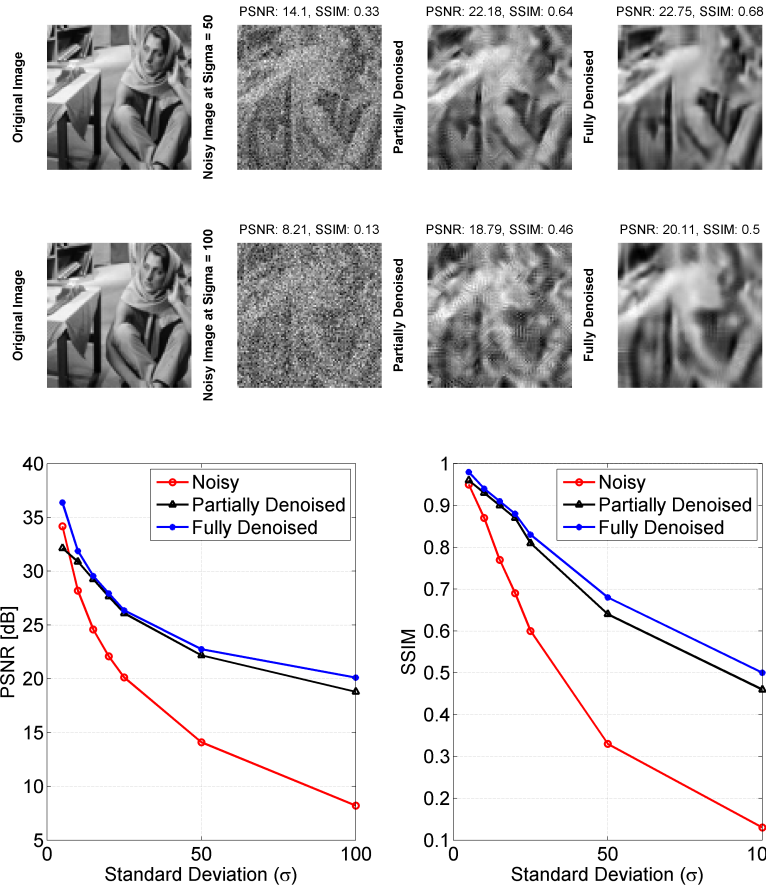 PSNR: 14.1, SSIM: 0.33
PSNR: 22.18, SSIM: 0.64
PSNR: 22.75, SSIM: 0.68
Original Image
Noisy Image at Sigma = 50
Partially Denoised
Fully Denoised
PSNR: 8.21, SSIM: 0.13
PSNR: 18.79, SSIM: 0.46
PSNR: 20.11, SSIM: 0.5
Original Image
Noisy Image at Sigma = 100
Partially Denoised
Fully Denoised
PSNR [dB]
40
35
30
25
20
15
10
5
0
50
100
Standard Deviation (σ)
Noisy
Partially Denoised
Fully Denoised
SSIM
1
0.9
0.8
0.7
0.6
0.5
0.4
0.3
0.2
0.1
0
50
100
Standard Deviation (σ)
Noisy
Partially Denoised
Fully Denoised